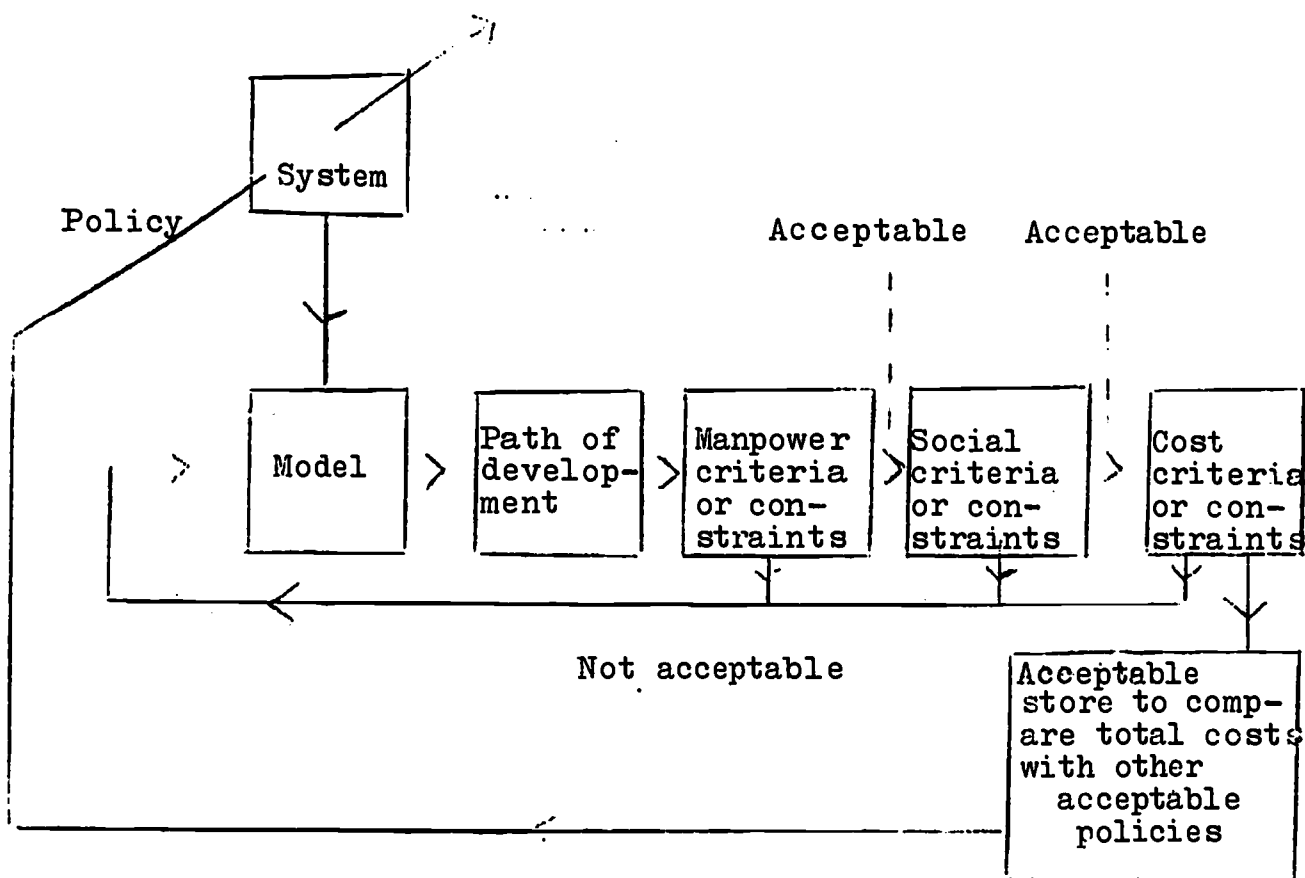 System
Policy
Acceptable
Acceptable
Model
Path of
develop-
ment
Manpower
criteria
or con-
straints
Social
criteria
or con-
straints
Cost
criteria
or con-
straints
Not acceptable
Acceptable
store to comp-
are total costs
with other
acceptable
policies